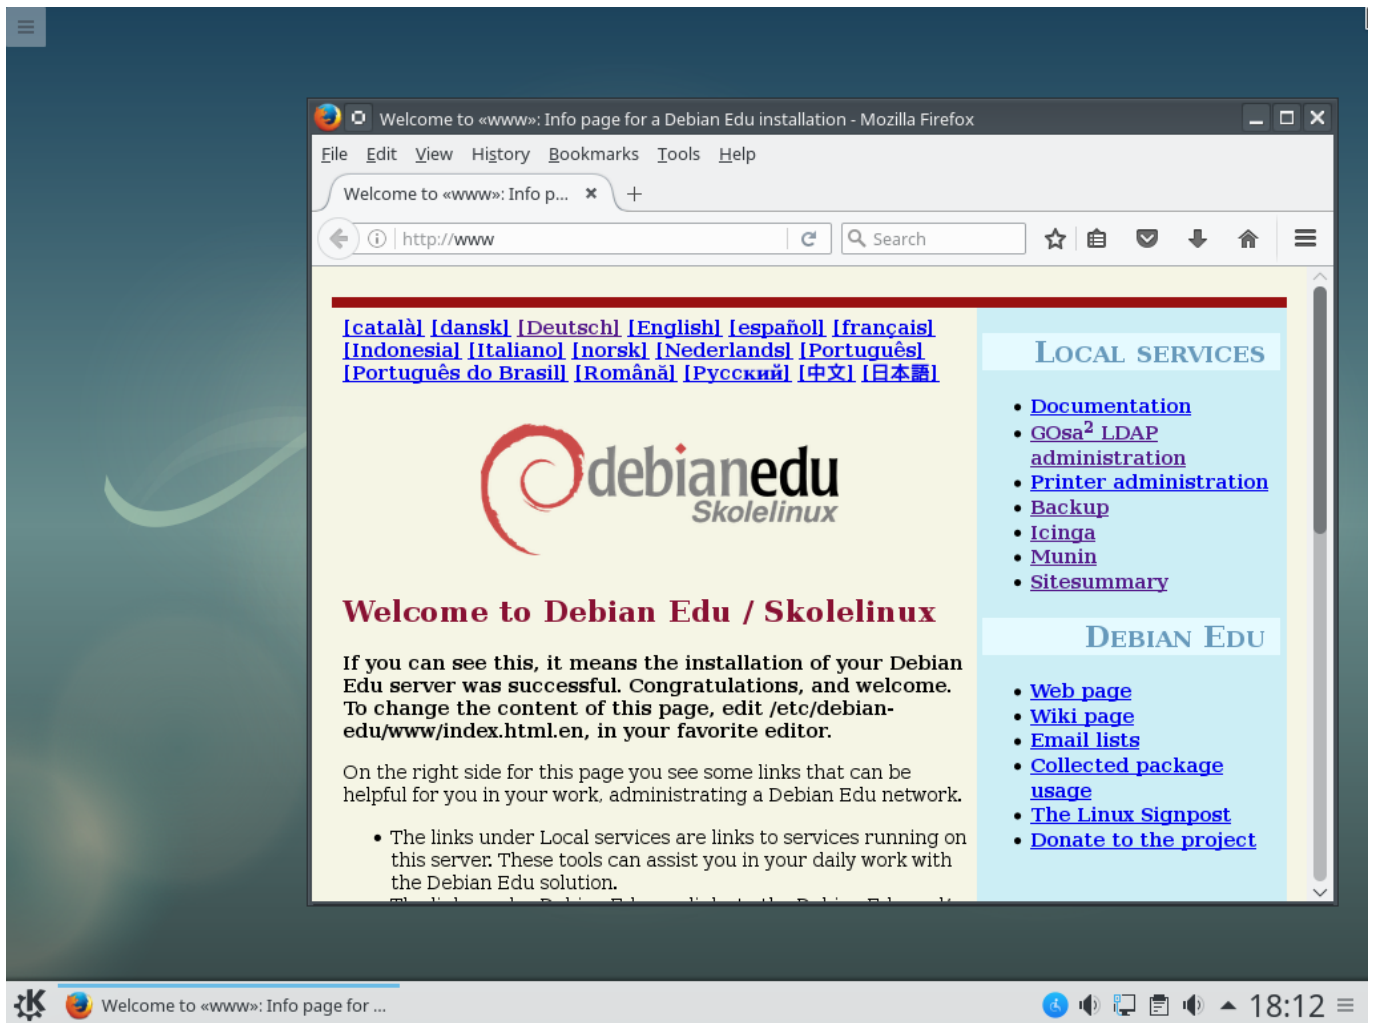 Welcome to «www»: Info page for a Debian Edu installation - Mozilla Firefox
File Edit View History Bookmarks Tools Help
Welcome to «www»: Info p...
http://www
Search
[català] [dansk] [Deutsch] [English] [español] [français]
[Indonesia] [Italiano] [norsk] [Nederlands] [Português]
[Português do Brasil] [Română] [Русский] [中文] [日本語]
debianedu
Skolelinux
Welcome to Debian Edu / Skolelinux
If you can see this, it means the installation of your Debian
Edu server was successful. Congratulations, and welcome.
To change the content of this page, edit /etc/debian-
edu/www/index.html.en, in your favorite editor.
On the right side for this page you see some links that can be
helpful for you in your work, administrating a Debian Edu network.
• The links under Local services are links to services running on
this server. These tools can assist you in your daily work with
the Debian Edu solution.
LOCAL SERVICES
• Documentation
• GOsa² LDAP
administration
• Printer administration
• Backup
• Icinga
• Munin
• Sitesummary
DEBIAN EDU
• Web page
• Wiki page
• Email lists
• Collected package
usage
• The Linux Signpost
• Donate to the project
Welcome to «www»: Info page for ...
18:12